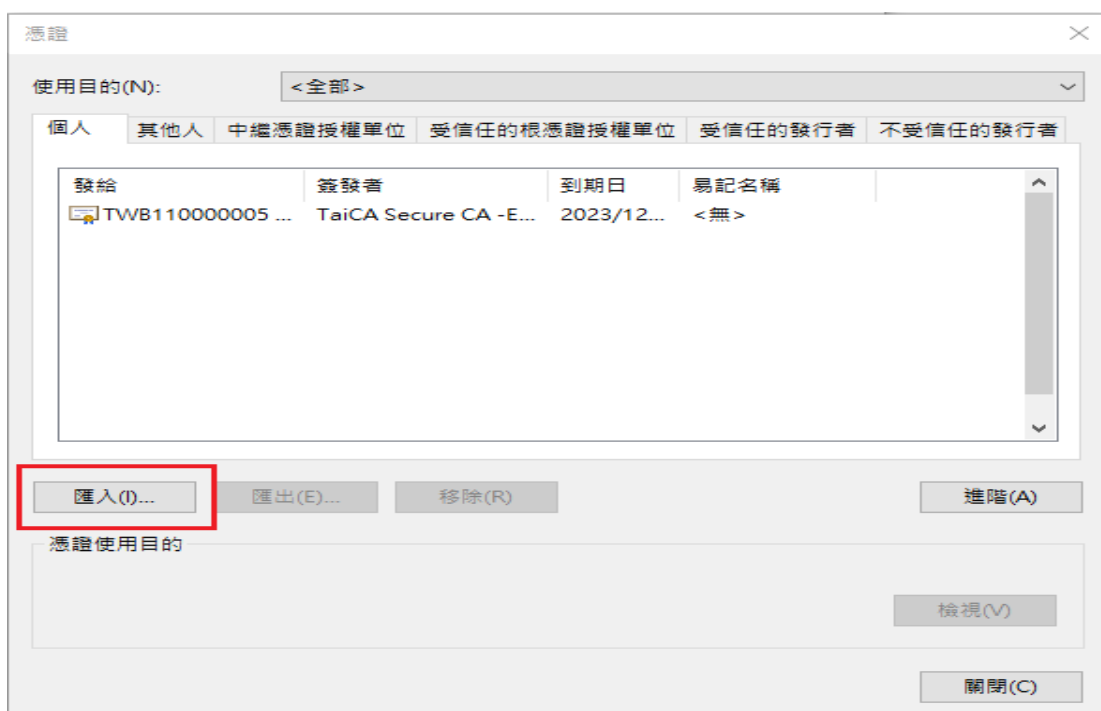 憑證
使用目的(N): <全部>
個人 其他人 中繼憑證授權單位 受信任的根憑證授權單位 受信任的發行者 不受信任的發行者
發給 簽發者 到期日 易記名稱
TWB110000005 ... TaiCA Secure CA -E... 2023/12... <無>
匯入(I)... 匯出(E)... 移除(R) 進階(A)
憑證使用目的
檢視(V)
關閉(C)